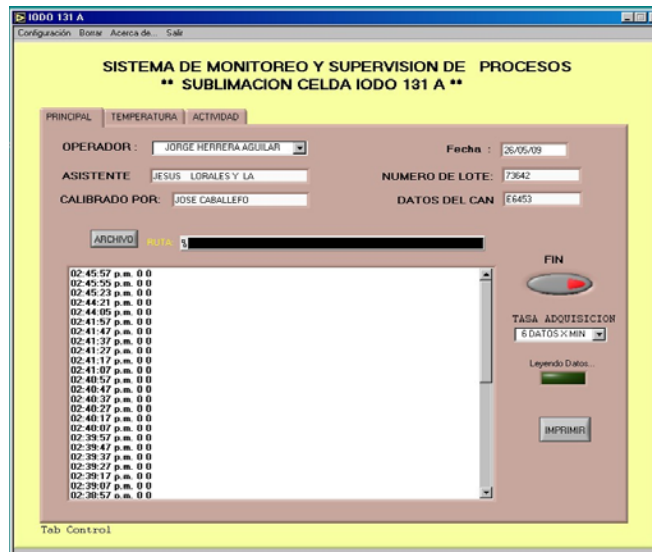 IODO 131 A
Configuración Borrar Acerca de... Salir
SISTEMA DE MONITOREO Y SUPERVISION DE PROCESOS
** SUBLIMACION CELDA IODO 131 A **
PRINCIPAL TEMPERATURA ACTIVIDAD
OPERADOR : JORGE HERRERA AGUILAR Fecha : 26/05/09
ASISTENTE JESUS LORALES Y LA NUMERO DE LOTE: 73642
CALIBRADO POR: JOSE CABALLEFO DATOS DEL CAN E6453
ARCHIVO RUTA: %
FIN
02:45:57 p.m. 0 0
02:45:55 p.m. 0 0
02:45:23 p.m. 0 0
02:44:21 p.m. 0 0
02:44:05 p.m. 0 0
02:41:57 p.m. 0 0
02:41:47 p.m. 0 0
02:41:37 p.m. 0 0
02:41:27 p.m. 0 0
02:41:17 p.m. 0 0
02:41:07 p.m. 0 0
02:40:57 p.m. 0 0
02:40:47 p.m. 0 0
02:40:37 p.m. 0 0
02:40:27 p.m. 0 0
02:40:17 p.m. 0 0
02:40:07 p.m. 0 0
02:39:57 p.m. 0 0
02:39:47 p.m. 0 0
02:39:37 p.m. 0 0
02:39:27 p.m. 0 0
02:39:17 p.m. 0 0
02:39:07 p.m. 0 0
02:38:57 p.m. 0 0
TASA ADQUISICION
6 DATOS X MIN
Leyendo Datos...
IMPRIMIR
Tab Control